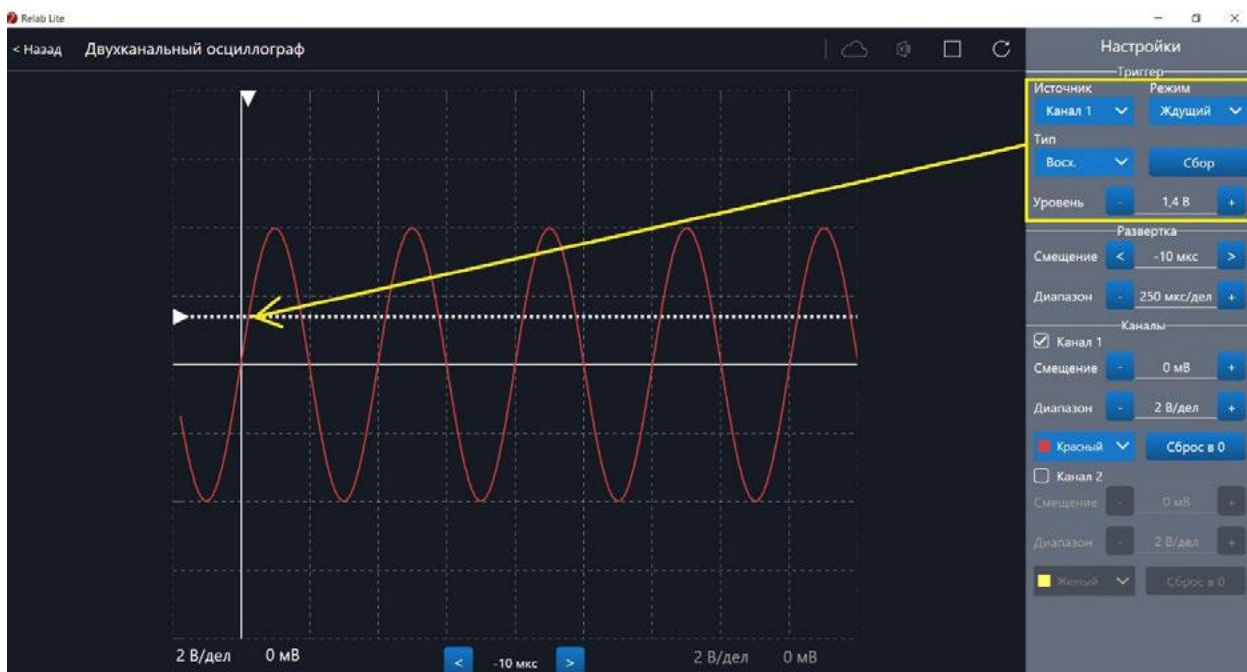 Relab Lite
< Назад Двухканальный осциллограф
Настройки
Триггер
Источник Режим
Канал 1 Ждущий
Тип
Восх. Сбор
Уровень - 1,4 В +
Развертка
Смещение < -10 мкс >
Диапазон - 250 мкс/дел +
Каналы
Канал 1
Смещение - 0 мВ +
Диапазон - 2 В/дел +
Красный Сброс в 0
Канал 2
Смещение - 0 мВ +
Диапазон - 2 В/дел +
Желтый Сброс в 0
2 В/дел 0 мВ < -10 мкс > 2 В/дел 0 мВ